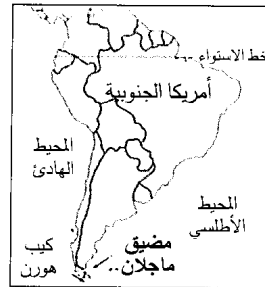 خط الاستواء
أمريكا الجنوبية
المحيط
الهادئ
المحيط
الأطلسي
كيب
هورن
مضيق
ماجلان..